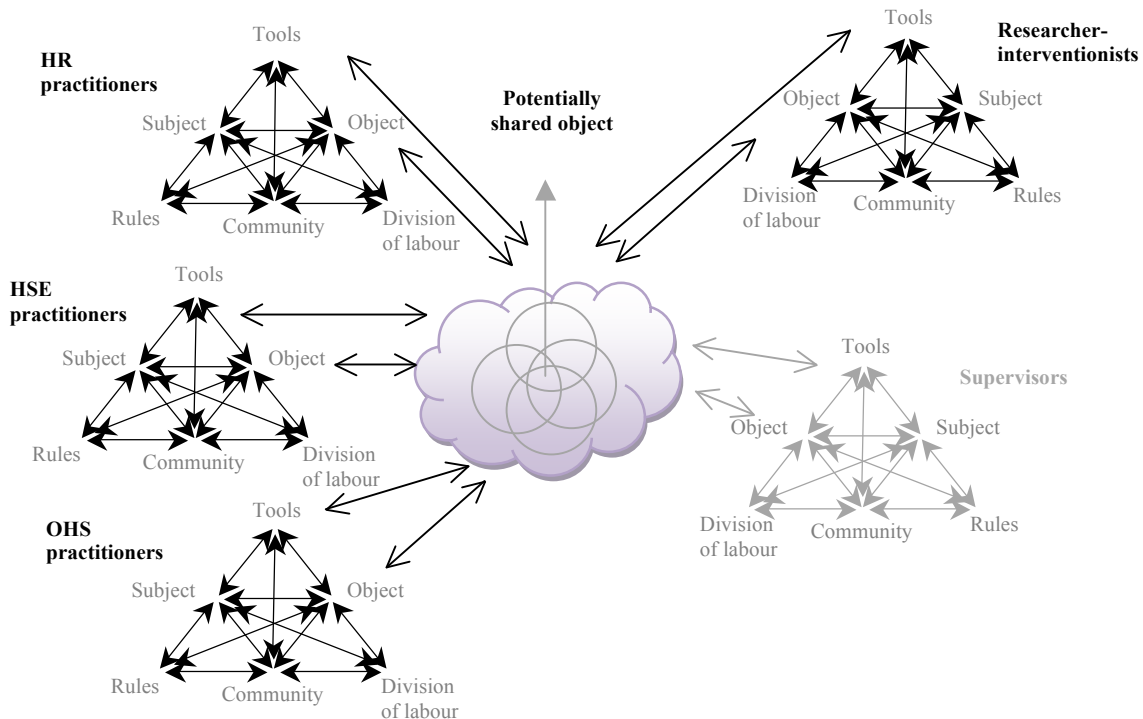 Tools
HR
practitioners
Subject
Object
Rules
Community
Division
of labour
Potentially
shared object
Tools
Researcher-
interventionists
Object
Subject
Division
of labour
Community
Rules
Tools
HSE
practitioners
Subject
Object
Rules
Community
Division
of labour
Tools
Supervisors
Object
Subject
Division
of labour
Community
Rules
Tools
OHS
practitioners
Subject
Object
Rules
Community
Division
of labour